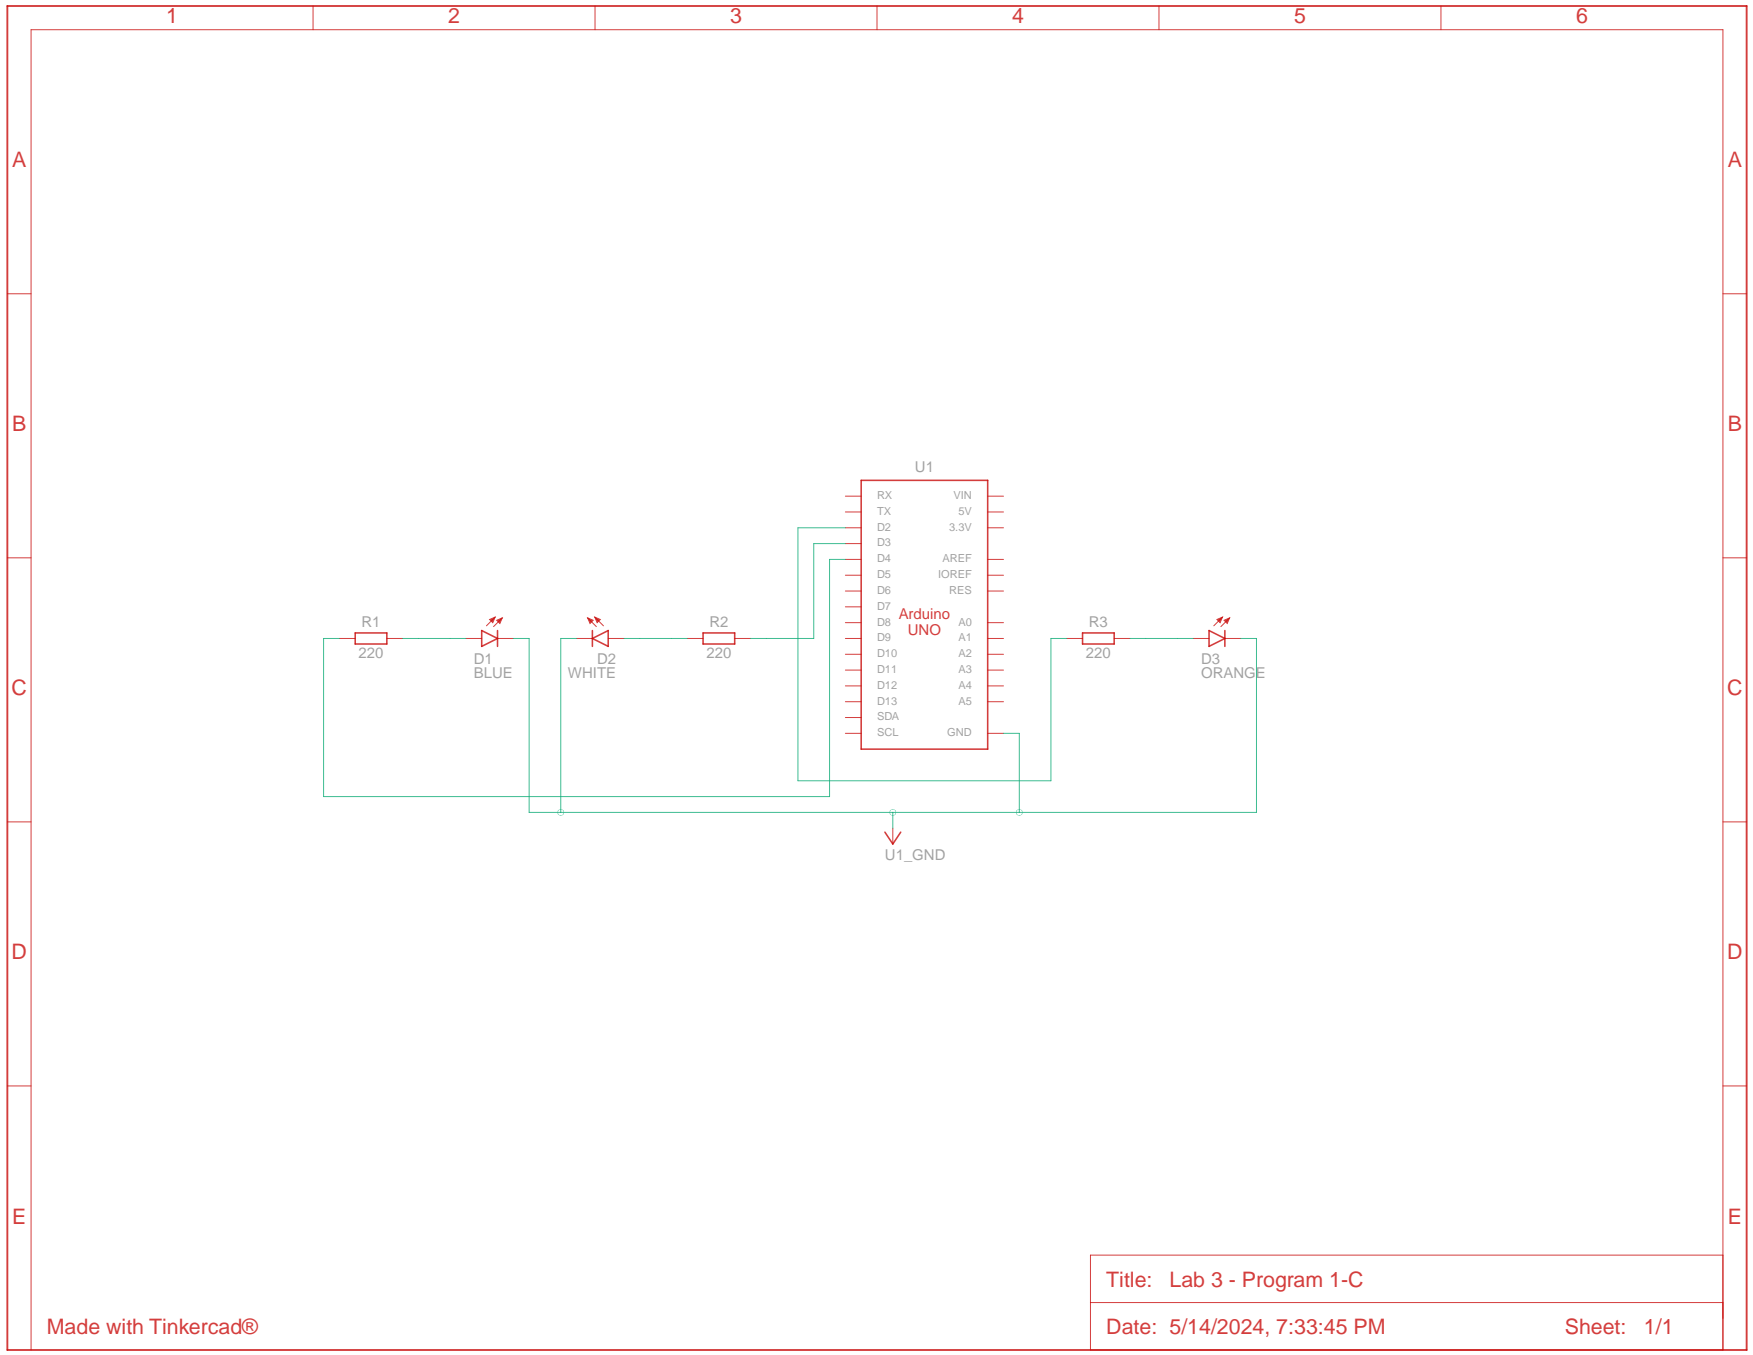 1 2 3 4 5 6
A A
B B
U1
RX VIN
TX 5V
D2 3.3V
D3
D4 AREF
D5 IOREF
D6 RES
D7
Arduino
UNO
D8 A0
D9 A1
D10 A2
D11 A3
D12 A4
D13 A5
SDA
SCL GND
R1
220
D1
BLUE
D2
WHITE
R2
220
R3
220
D3
ORANGE
C C
U1_GND
D D
E E
Title: Lab 3 - Program 1-C
Made with Tinkercad®
Date: 5/14/2024, 7:33:45 PM Sheet: 1/1